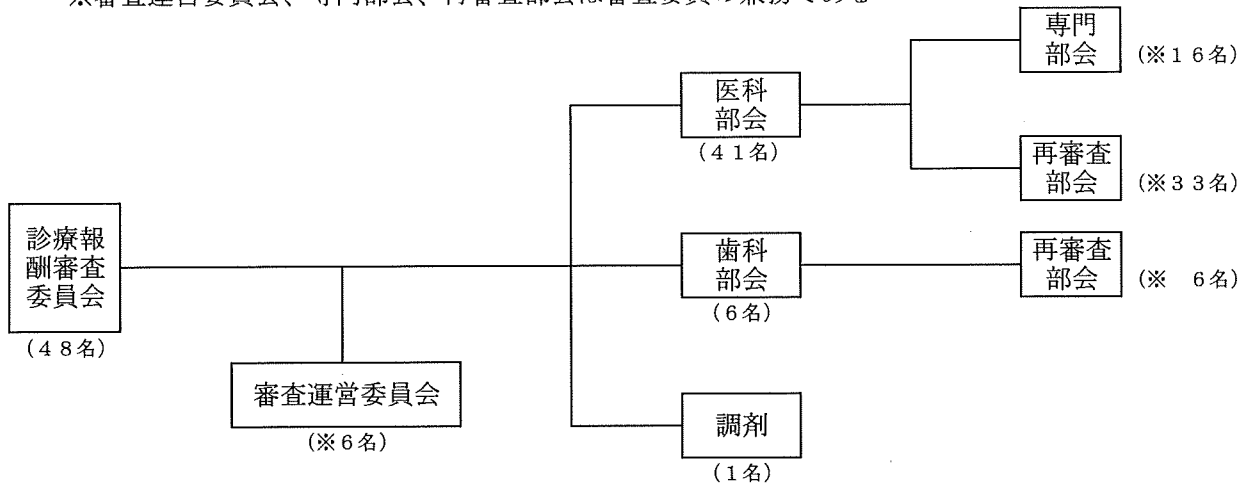 ※審査運営委員会、専門部会、再審査部会は審査委員の兼務である
専門
部会
(※16名)
医科
部会
(41名)
再審査
部会
(※33名)
診療報
酬審査
委員会
(48名)
歯科
部会
(6名)
再審査
部会
(※ 6名)
審査運営委員会
(※6名)
調剤
(1名)